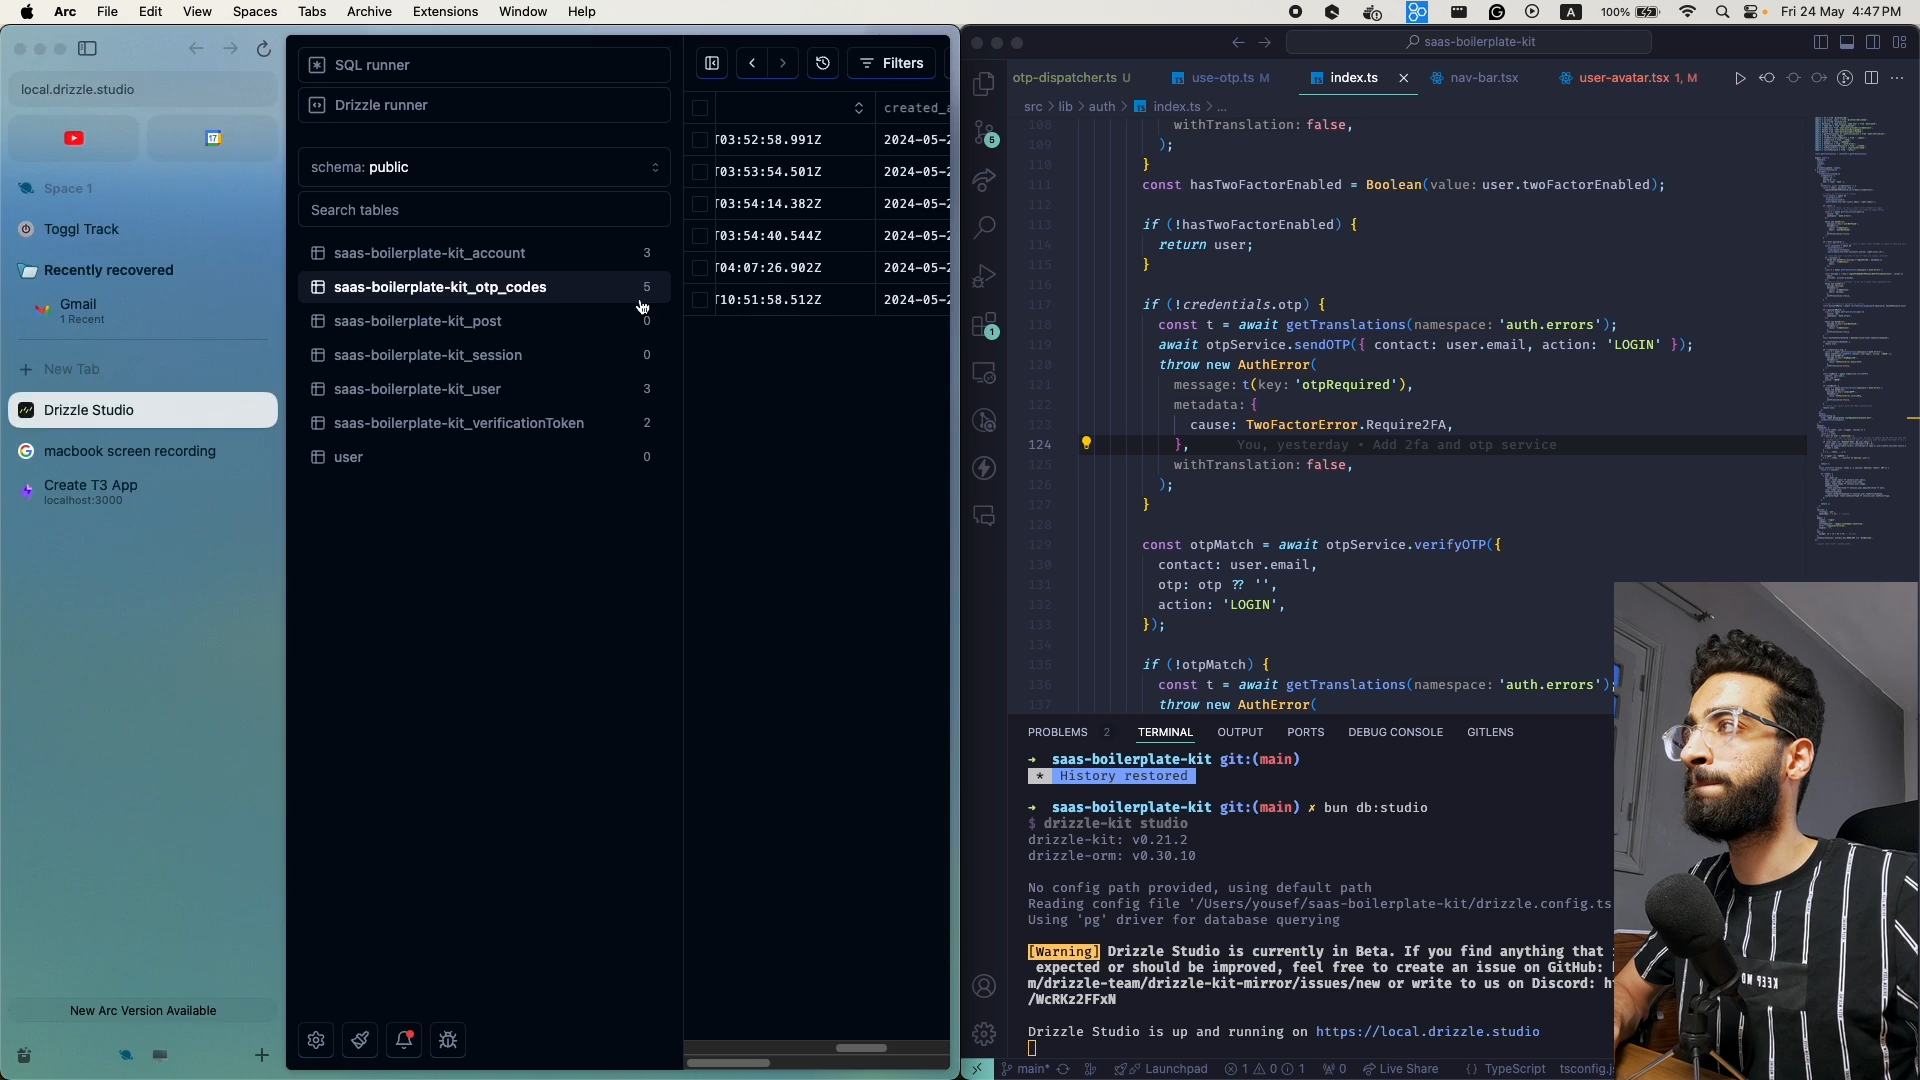 Arc File Edit View Spaces Tabs Archive Extensions Window Help
A 100% Fri 24 May 4:47 PM
local.drizzle.studio
17
Space 1
Toggl Track
Recently recovered
Gmail
1 Recent
New Tab
Drizzle Studio
macbook screen recording
Create T3 App
localhost:3000
New Arc Version Available
SQL runner
Drizzle runner
schema: public
Search tables
saas-boilerplate-kit_account 3
saas-boilerplate-kit_otp_codes 5
saas-boilerplate-kit_post 0
saas-boilerplate-kit_session 0
saas-boilerplate-kit_user 3
saas-boilerplate-kit_verificationToken 2
user 0
Filters
created_a
T03:52:58.991Z 2024-05-2
T03:53:54.501Z 2024-05-2
T03:54:14.382Z 2024-05-2
T03:54:40.544Z 2024-05-2
T04:07:26.902Z 2024-05-2
T10:51:58.512Z 2024-05-2
saas-boilerplate-kit
otp-dispatcher.ts U use-otp.ts M index.ts nav-bar.tsx user-avatar.tsx 1, M
src > lib > auth > index.ts > ...
5
1
108 withTranslation: false,
109 );
110 }
111 const hasTwoFactorEnabled = Boolean(value: user.twoFactorEnabled);
112
113 if (!hasTwoFactorEnabled) {
114 return user;
115 }
116
117 if (!credentials.otp) {
118 const t = await getTranslations(namespace: 'auth.errors');
119 await otpService.sendOTP({ contact: user.email, action: 'LOGIN' });
120 throw new AuthError(
121 message: t(key: 'otpRequired'),
122 metadata: {
123 cause: TwoFactorError.Require2FA,
124 }, You, yesterday • Add 2fa and otp service
125 withTranslation: false,
126 );
127 }
128
129 const otpMatch = await otpService.verifyOTP({
130 contact: user.email,
131 otp: otp ?? '',
132 action: 'LOGIN',
133 });
134
135 if (!otpMatch) {
136 const t = await getTranslations(namespace: 'auth.errors');
137 throw new AuthError(
PROBLEMS 2 TERMINAL OUTPUT PORTS DEBUG CONSOLE GITLENS
→ saas-boilerplate-kit git:(main)
* History restored
→ saas-boilerplate-kit git:(main) ✗ bun db:studio
$ drizzle-kit studio
drizzle-kit: v0.21.2
drizzle-orm: v0.30.10
No config path provided, using default path
Reading config file '/Users/yousef/saas-boilerplate-kit/drizzle.config.ts
Using 'pg' driver for database querying
[Warning] Drizzle Studio is currently in Beta. If you find anything that
expected or should be improved, feel free to create an issue on GitHub:
m/drizzle-team/drizzle-kit-mirror/issues/new or write to us on Discord:
/WcRKz2FFxN
Drizzle Studio is up and running on https://local.drizzle.studio
main* Launchpad 1 0 1 0 Live Share {} TypeScript tsconfig.j